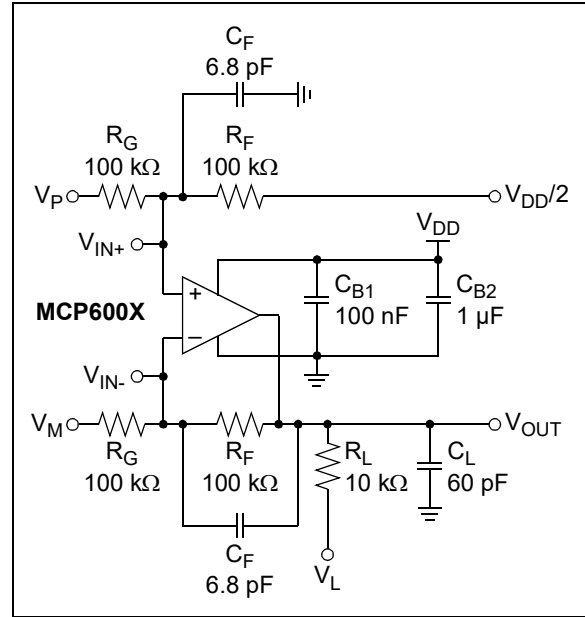 C_F
6.8 pF
R_G
100 kΩ
R_F
100 kΩ
V_P
V_DD/2
V_DD
V_IN+
+
MCP600X
–
C_B1
100 nF
C_B2
1 µF
V_IN-
V_M
V_OUT
R_G
100 kΩ
R_F
100 kΩ
R_L
10 kΩ
C_L
60 pF
C_F
6.8 pF
V_L